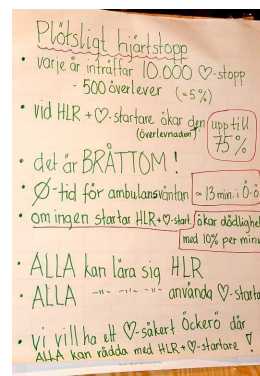 Plötsligt hjärtstopp
• varje år inträffar 10.000 ♡-stopp
- 500 överlever (≈5%)
• vid HLR + ♡-startare ökar den upp till
(överlevnaden) 75%
• det är BRÅTTOM!
• Ø-tid för ambulansväntan ≈ 13 min. i Ö-ö
• om ingen startar HLR+♡-start. ökar dödlighe
med 10% per minu
• ALLA kan lära sig HLR
• ALLA -"- -"- -"- använda ♡-starta
• vi vill ha ett ♡-säkert Öckerö där
ALLA kan rädda med HLR+♡-startare !